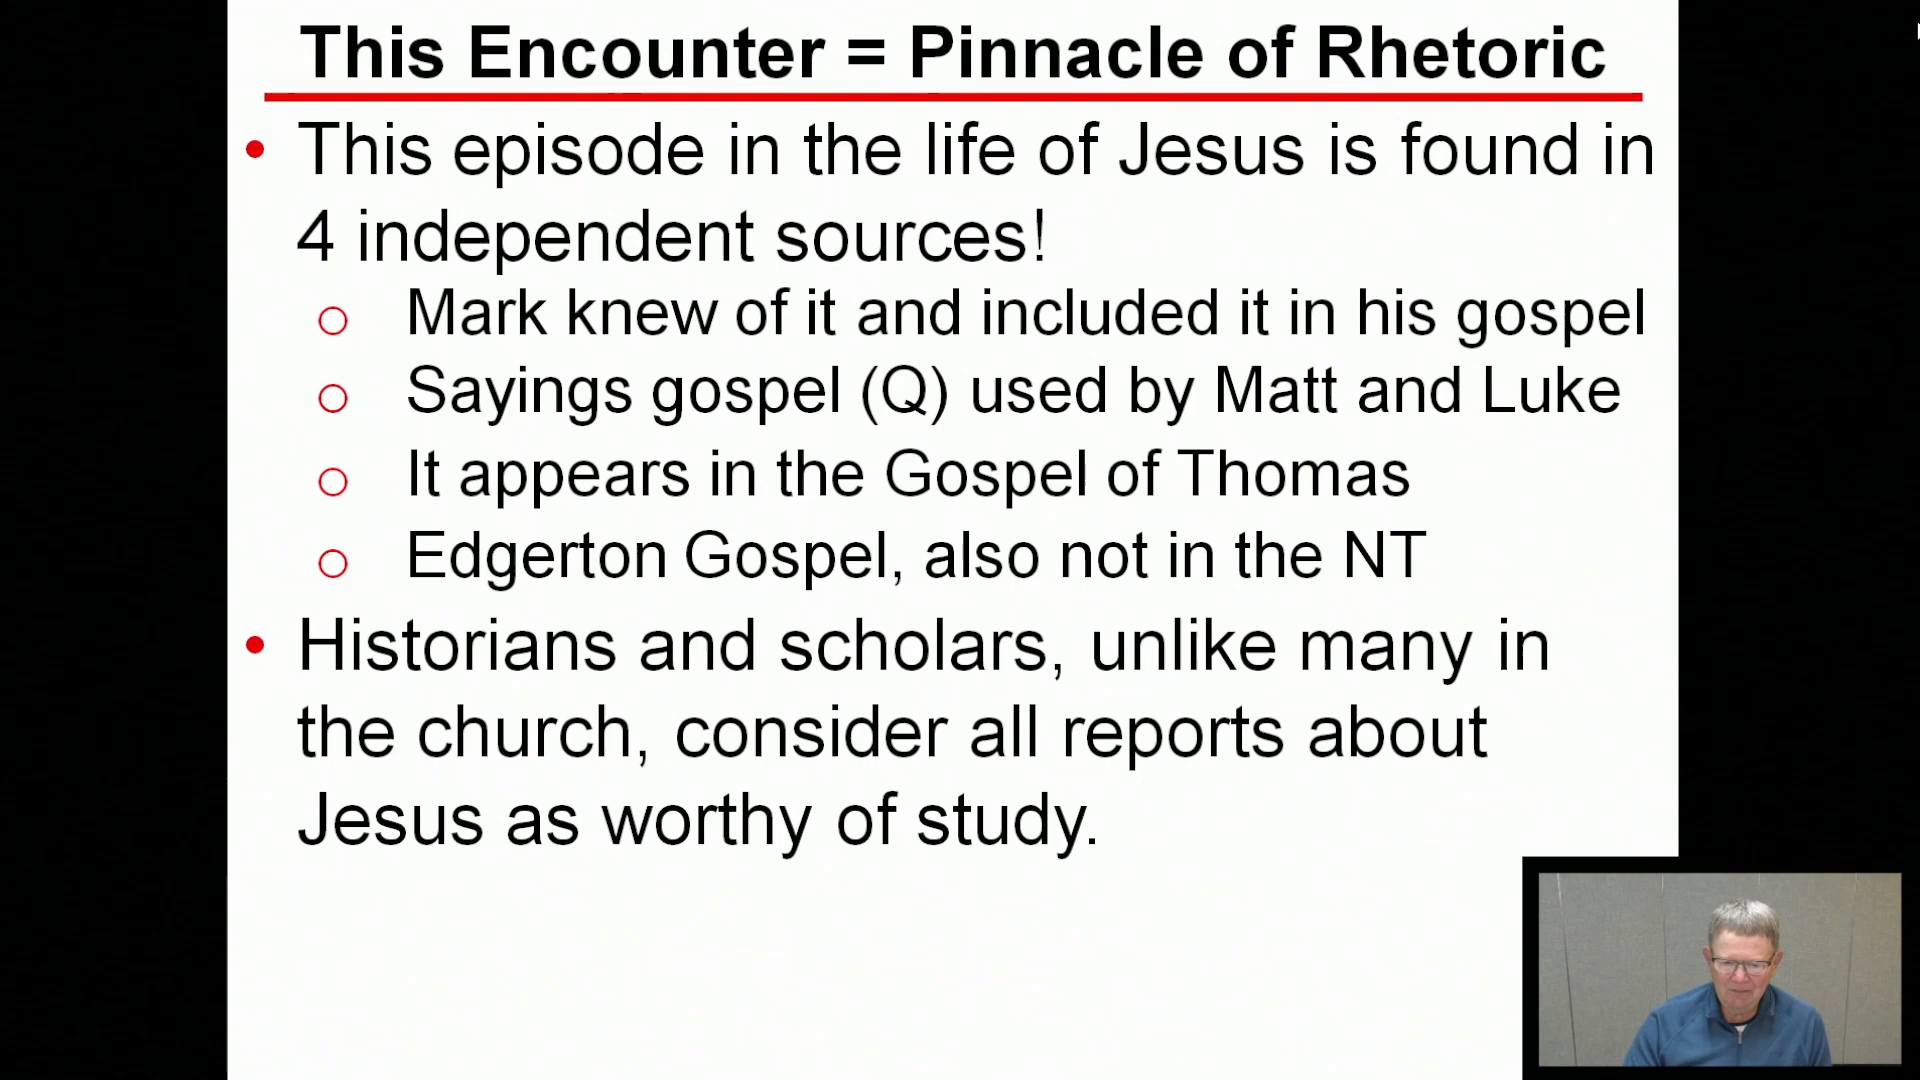 This Encounter = Pinnacle of Rhetoric
• This episode in the life of Jesus is found in
4 independent sources!
o Mark knew of it and included it in his gospel
o Sayings gospel (Q) used by Matt and Luke
o It appears in the Gospel of Thomas
o Edgerton Gospel, also not in the NT
• Historians and scholars, unlike many in
the church, consider all reports about
Jesus as worthy of study.